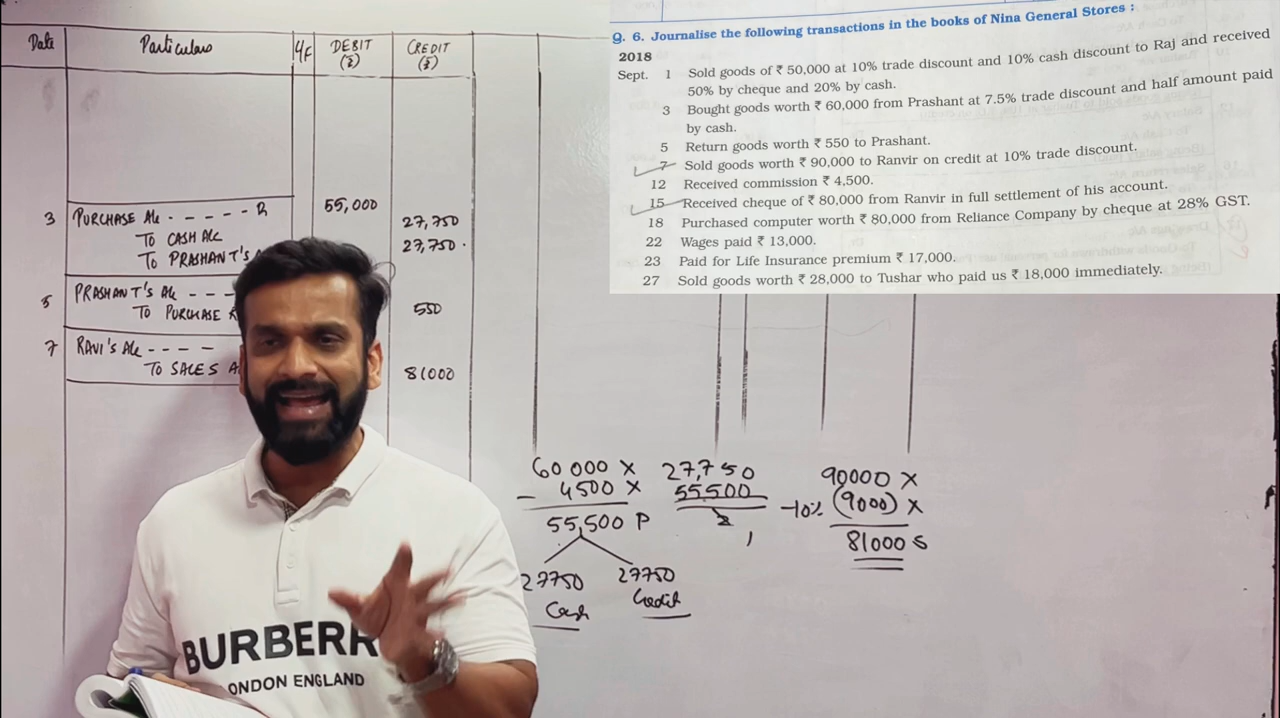 Date Particulars L/F DEBIT (₹) CREDIT (₹)
3 PURCHASE A/c - - - - - D 55,000
TO CASH A/c 27,750
TO PRASHANT'S 27,750
5 PRASHANT'S A/c - - -
TO PURCHASE R 550
7 RAVI'S A/c - - - -
TO SALES A 81000
Q. 6. Journalise the following transactions in the books of Nina General Stores :
2018
Sept. 1 Sold goods of ₹ 50,000 at 10% trade discount and 10% cash discount to Raj and received
50% by cheque and 20% by cash.
3 Bought goods worth ₹ 60,000 from Prashant at 7.5% trade discount and half amount paid
by cash.
5 Return goods worth ₹ 550 to Prashant.
7 Sold goods worth ₹ 90,000 to Ranvir on credit at 10% trade discount.
12 Received commission ₹ 4,500.
15 Received cheque of ₹ 80,000 from Ranvir in full settlement of his account.
18 Purchased computer worth ₹ 80,000 from Reliance Company by cheque at 28% GST.
22 Wages paid ₹ 13,000.
23 Paid for Life Insurance premium ₹ 17,000.
27 Sold goods worth ₹ 28,000 to Tushar who paid us ₹ 18,000 immediately.
60 000 X
- 4500 X
55,500 P
27750 27750
Cash Credit
27,750
55500
2
1
90000 X
-10% (9000) X
81000 S
BURBERR
ONDON ENGLAND